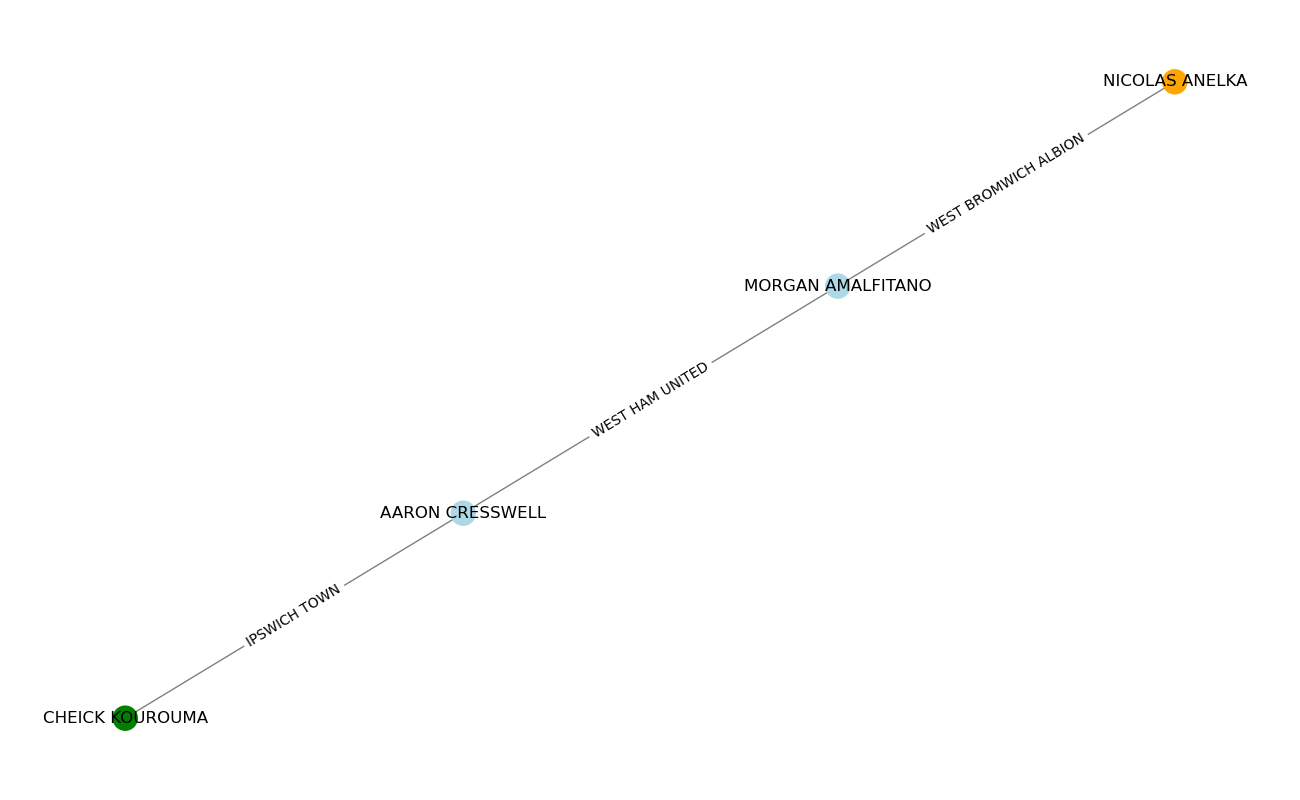 NICOLAS ANELKA
WEST BROMWICH ALBION
MORGAN AMALFITANO
WEST HAM UNITED
AARON CRESSWELL
IPSWICH TOWN
CHEICK KOUROUMA